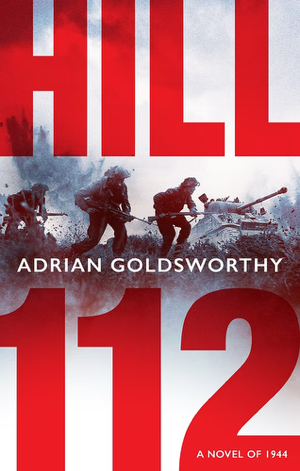 HILL
ADRIAN GOLDSWORTHY
112
A NOVEL OF 1944